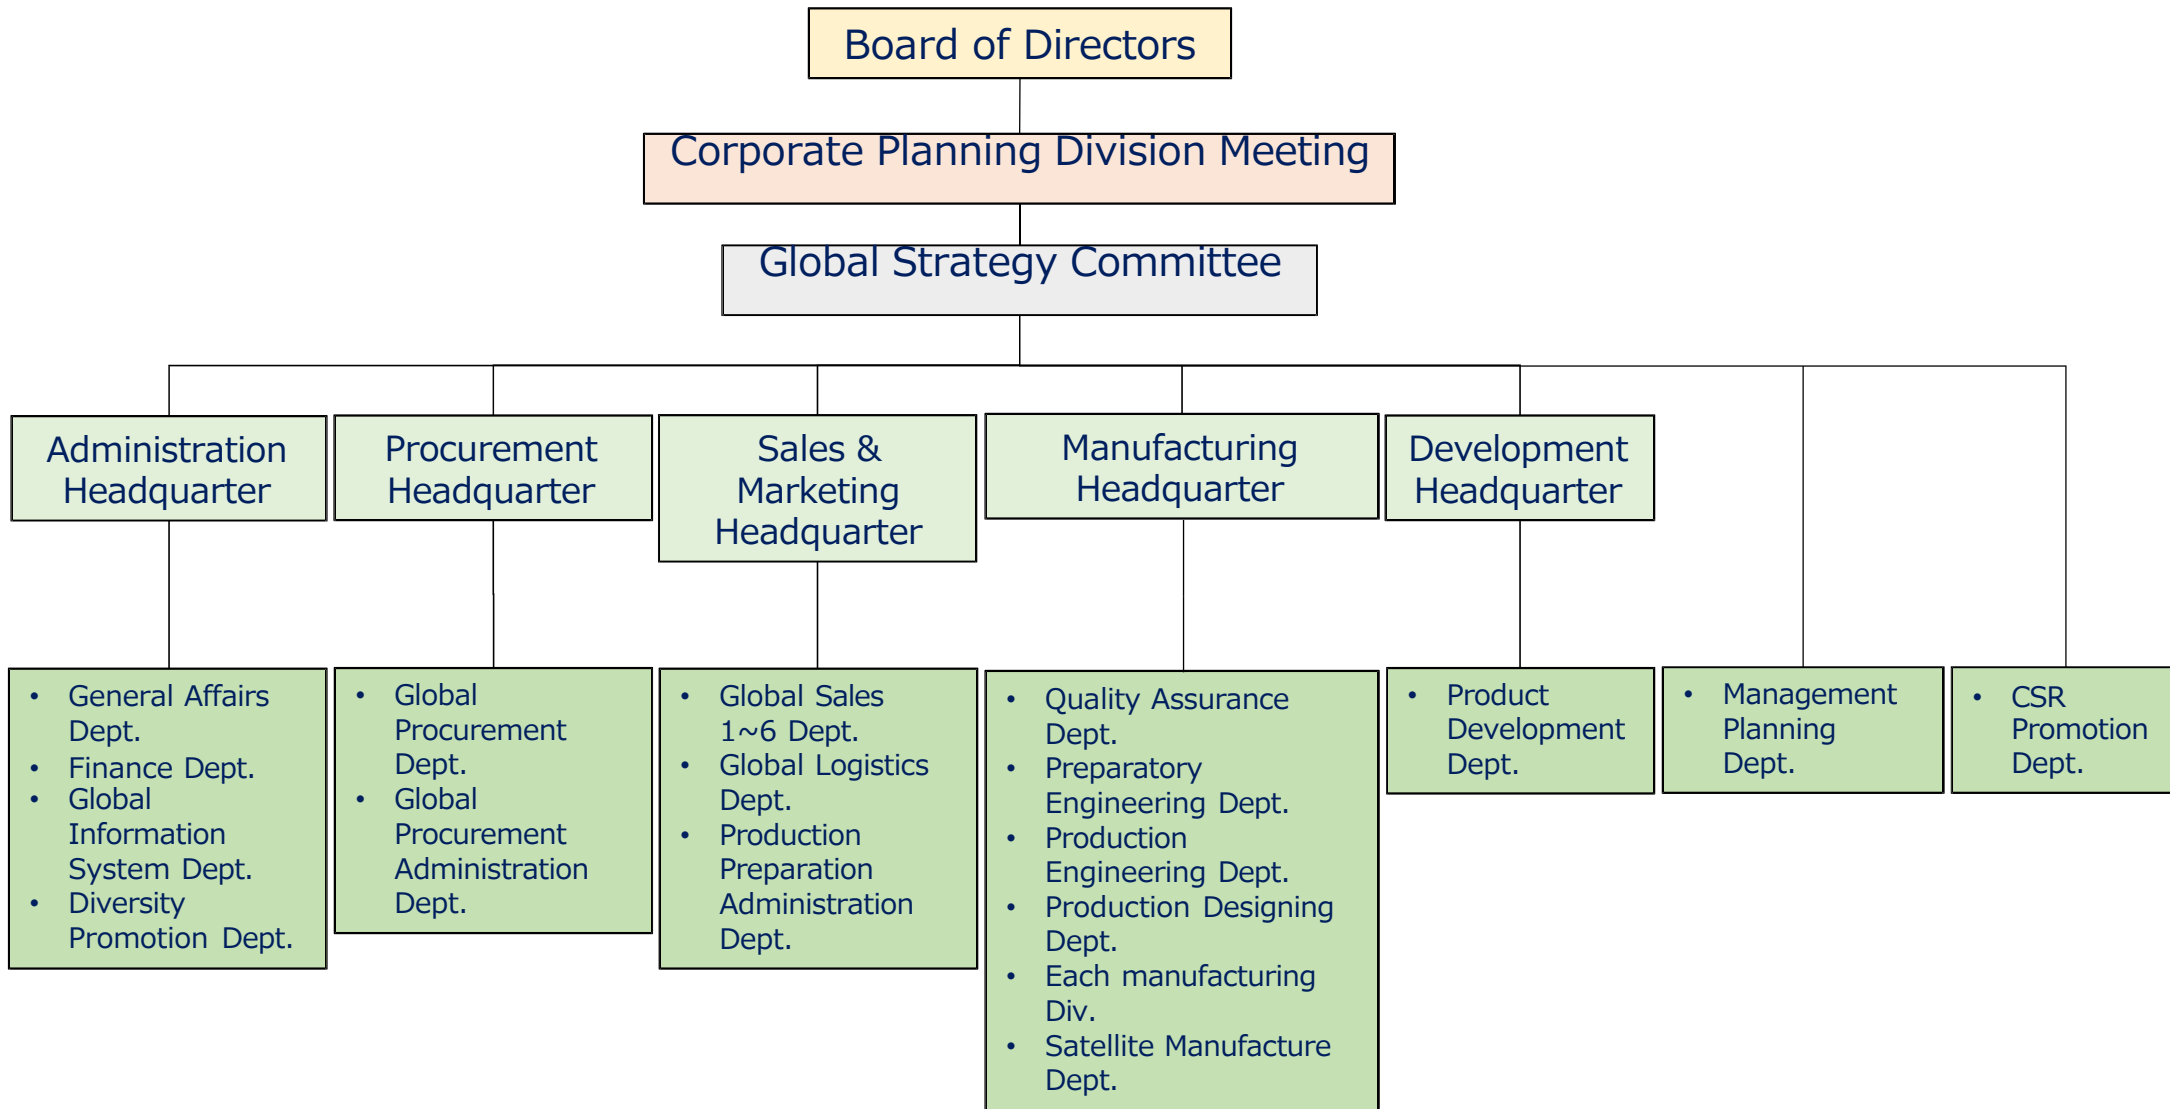 Board of Directors
Corporate Planning Division Meeting
Global Strategy Committee
Administration
Headquarter
Procurement
Headquarter
Sales &
Marketing
Headquarter
Manufacturing
Headquarter
Development
Headquarter
• General Affairs
Dept.
• Finance Dept.
• Global
Information
System Dept.
• Diversity
Promotion Dept.
• Global
Procurement
Dept.
• Global
Procurement
Administration
Dept.
• Global Sales
1~6 Dept.
• Global Logistics
Dept.
• Production
Preparation
Administration
Dept.
• Quality Assurance
Dept.
• Preparatory
Engineering Dept.
• Production
Engineering Dept.
• Production Designing
Dept.
• Each manufacturing
Div.
• Satellite Manufacture
Dept.
• Product
Development
Dept.
• Management
Planning
Dept.
• CSR
Promotion
Dept.